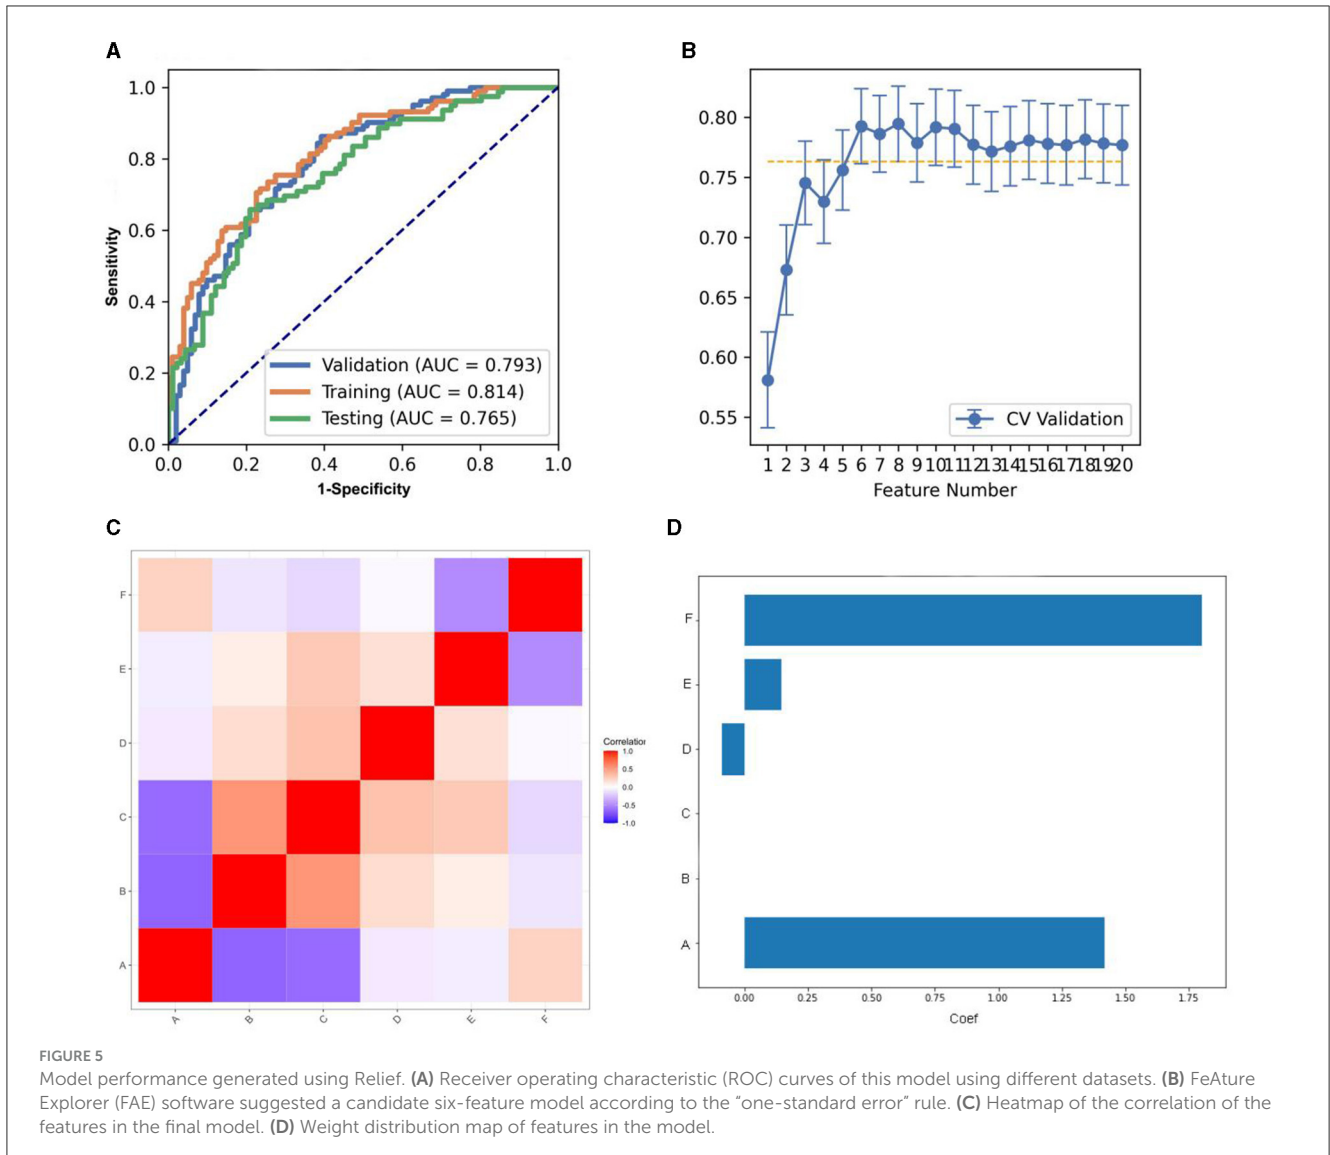 A
1.0
0.8
0.6
0.4
0.2
0.0
Sensitivity
Validation (AUC = 0.793)
Training (AUC = 0.814)
Testing (AUC = 0.765)
0.0 0.2 0.4 0.6 0.8 1.0
1-Specificity
B
0.80
0.75
0.70
0.65
0.60
0.55
CV Validation
1 2 3 4 5 6 7 8 9 10 11 12 13 14 15 16 17 18 19 20
Feature Number
C
F
E
D
C
B
A
A B C D E F
Correlation
1.0
0.5
0.0
-0.5
-1.0
D
F
E
D
C
B
A
0.00 0.25 0.50 0.75 1.00 1.25 1.50 1.75
Coef
FIGURE 5
Model performance generated using Relief. (A) Receiver operating characteristic (ROC) curves of this model using different datasets. (B) FeAture
Explorer (FAE) software suggested a candidate six-feature model according to the “one-standard error” rule. (C) Heatmap of the correlation of the
features in the final model. (D) Weight distribution map of features in the model.